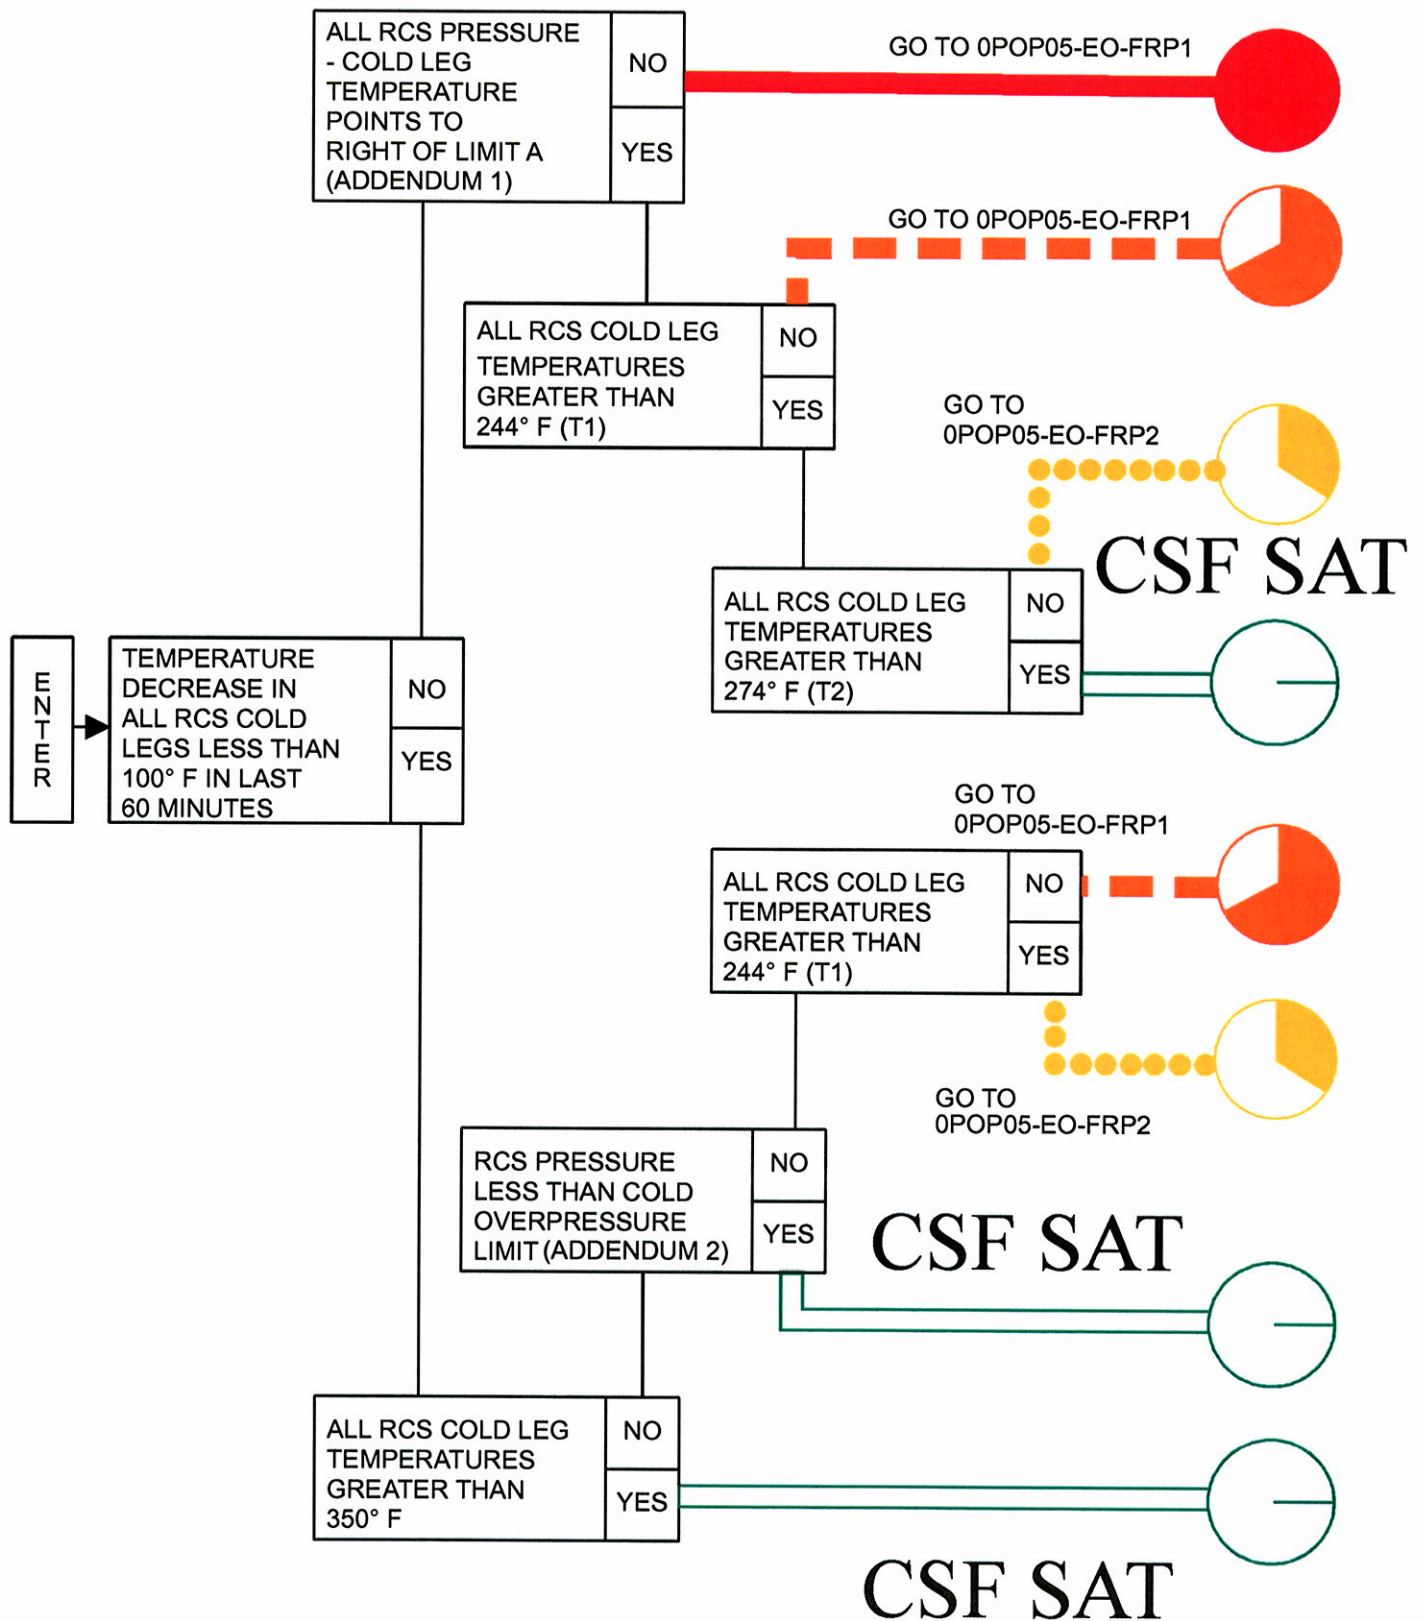 ALL RCS PRESSURE
- COLD LEG
TEMPERATURE
POINTS TO
RIGHT OF LIMIT A
(ADDENDUM 1)
NO
YES
GO TO 0POP05-EO-FRP1
GO TO 0POP05-EO-FRP1
ALL RCS COLD LEG
TEMPERATURES
GREATER THAN
244° F (T1)
NO
YES
GO TO
0POP05-EO-FRP2
CSF SAT
ALL RCS COLD LEG
TEMPERATURES
GREATER THAN
274° F (T2)
NO
YES
ENTER
TEMPERATURE
DECREASE IN
ALL RCS COLD
LEGS LESS THAN
100° F IN LAST
60 MINUTES
NO
YES
GO TO
0POP05-EO-FRP1
ALL RCS COLD LEG
TEMPERATURES
GREATER THAN
244° F (T1)
NO
YES
GO TO
0POP05-EO-FRP2
RCS PRESSURE
LESS THAN COLD
OVERPRESSURE
LIMIT (ADDENDUM 2)
NO
YES
CSF SAT
ALL RCS COLD LEG
TEMPERATURES
GREATER THAN
350° F
NO
YES
CSF SAT